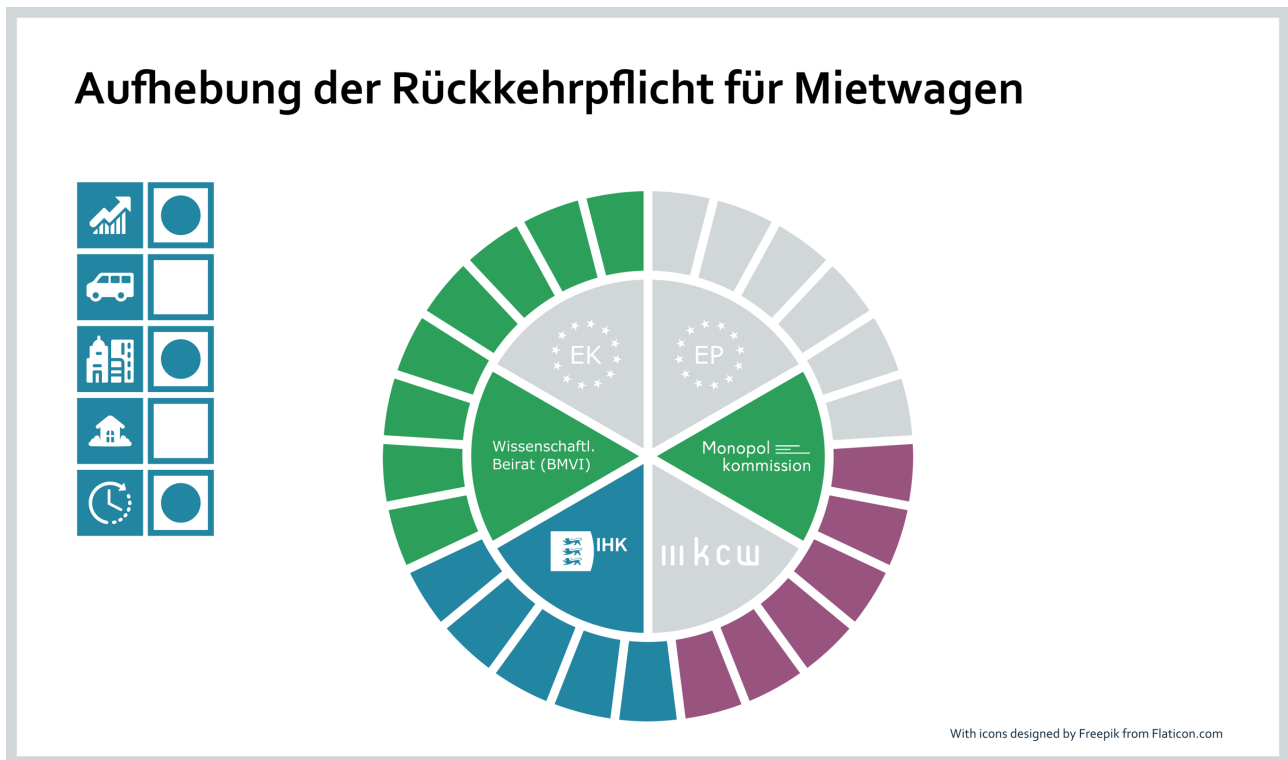 Aufhebung der Rückkehrpflicht für Mietwagen
EK
EP
Wissenschaftl.
Beirat (BMVI)
Monopol
kommission
IHK
kcw
With icons designed by Freepik from Flaticon.com